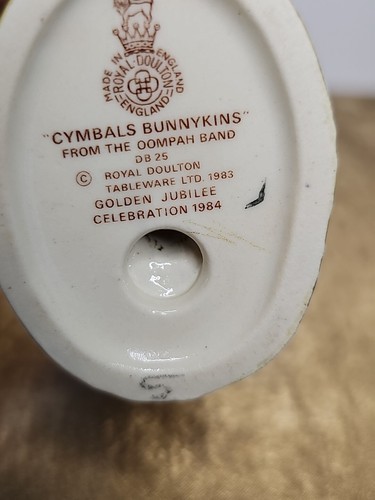 MADE IN ENGLAND
ROYAL·DOULTON
ENGLAND
"CYMBALS BUNNYKINS"
FROM THE OOMPAH BAND
DB 25
© ROYAL DOULTON
TABLEWARE LTD. 1983
GOLDEN JUBILEE
CELEBRATION 1984
S